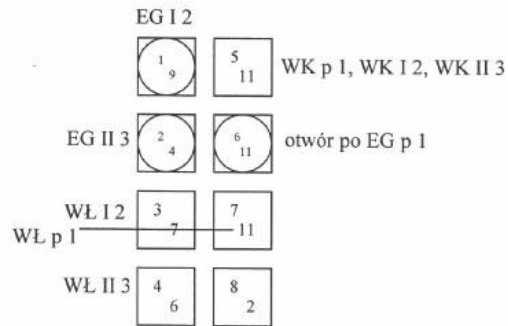 EG I 2
1 9 5 11 WK p 1, WK I 2, WK II 3
EG II 3 2 4 6 11 otwór po EG p 1
WŁ I 2 3 7 7 11
WŁ p 1
WŁ II 3 4 6 8 2